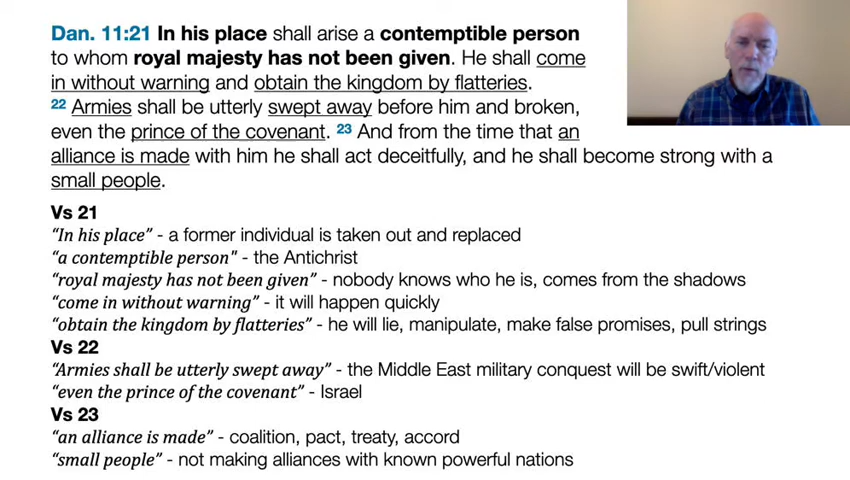 Dan. 11:21 In his place shall arise a contemptible person
to whom royal majesty has not been given. He shall come
in without warning and obtain the kingdom by flatteries.
22 Armies shall be utterly swept away before him and broken,
even the prince of the covenant. 23 And from the time that an
alliance is made with him he shall act deceitfully, and he shall become strong with a
small people.
Vs 21
“In his place” - a former individual is taken out and replaced
“a contemptible person" - the Antichrist
“royal majesty has not been given” - nobody knows who he is, comes from the shadows
“come in without warning” - it will happen quickly
“obtain the kingdom by flatteries” - he will lie, manipulate, make false promises, pull strings
Vs 22
“Armies shall be utterly swept away” - the Middle East military conquest will be swift/violent
“even the prince of the covenant” - Israel
Vs 23
“an alliance is made” - coalition, pact, treaty, accord
“small people” - not making alliances with known powerful nations